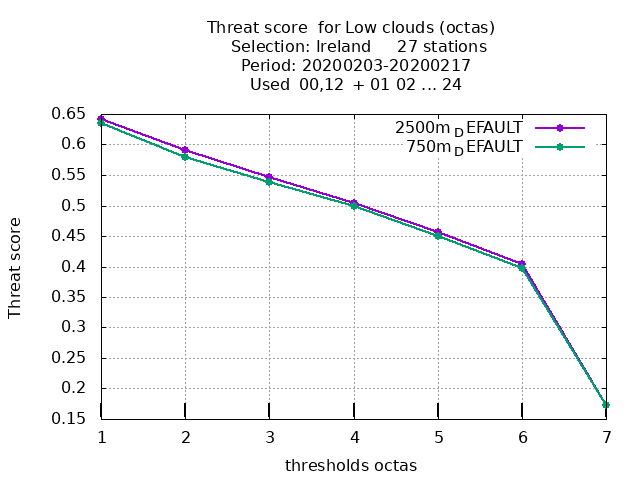 Threat score  for Low clouds (octas)
Selection: Ireland     27 stations
Period: 20200203-20200217
Used  00,12  + 01 02 ... 24
2500m_DEFAULT
750m_DEFAULT
0.65
0.6
0.55
0.5
0.45
0.4
0.35
0.3
0.25
0.2
0.15
Threat score
1 2 3 4 5 6 7
thresholds octas